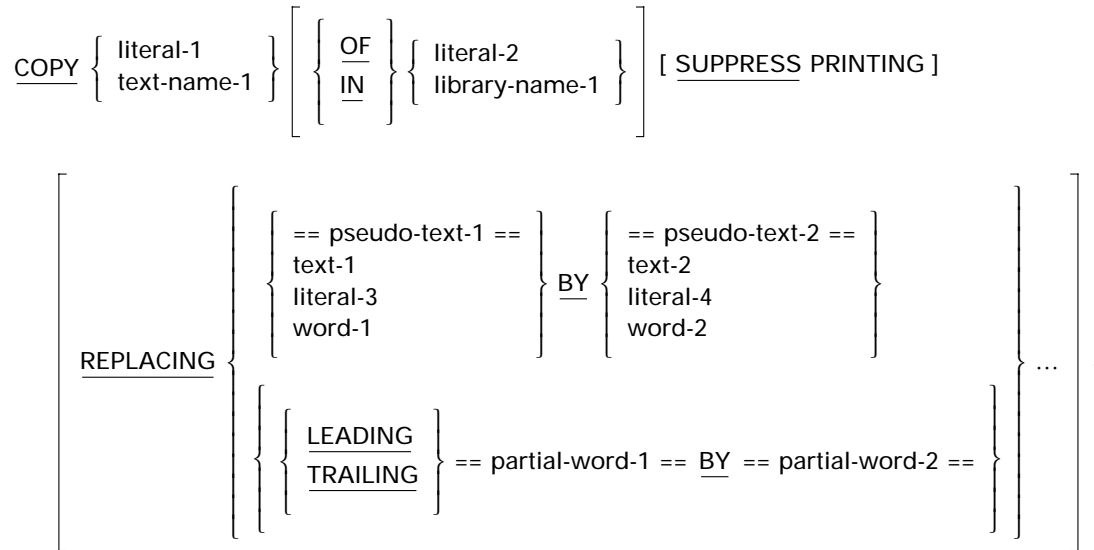 literal-1 OF literal-2
COPY text-name-1 IN library-name-1 [ SUPPRESS PRINTING ]
== pseudo-text-1 == == pseudo-text-2 ==
text-1 BY text-2
literal-3 literal-4
word-1 word-2
REPLACING ...
LEADING
TRAILING == partial-word-1 == BY == partial-word-2 ==